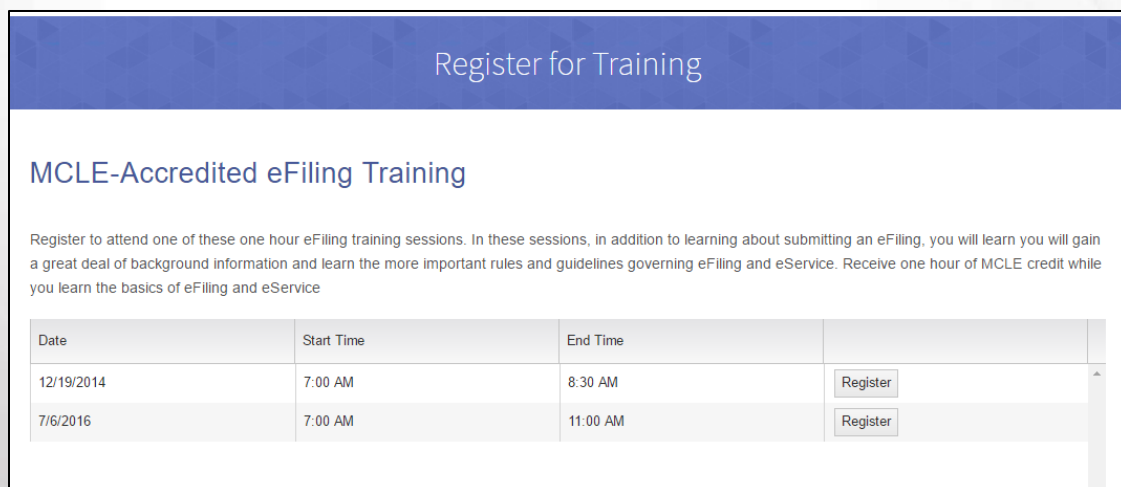 Register for Training
MCLE-Accredited eFiling Training
Register to attend one of these one hour eFiling training sessions. In these sessions, in addition to learning about submitting an eFiling, you will learn you will gain
a great deal of background information and learn the more important rules and guidelines governing eFiling and eService. Receive one hour of MCLE credit while
you learn the basics of eFiling and eService
Date Start Time End Time
12/19/2014 7:00 AM 8:30 AM Register
7/6/2016 7:00 AM 11:00 AM Register